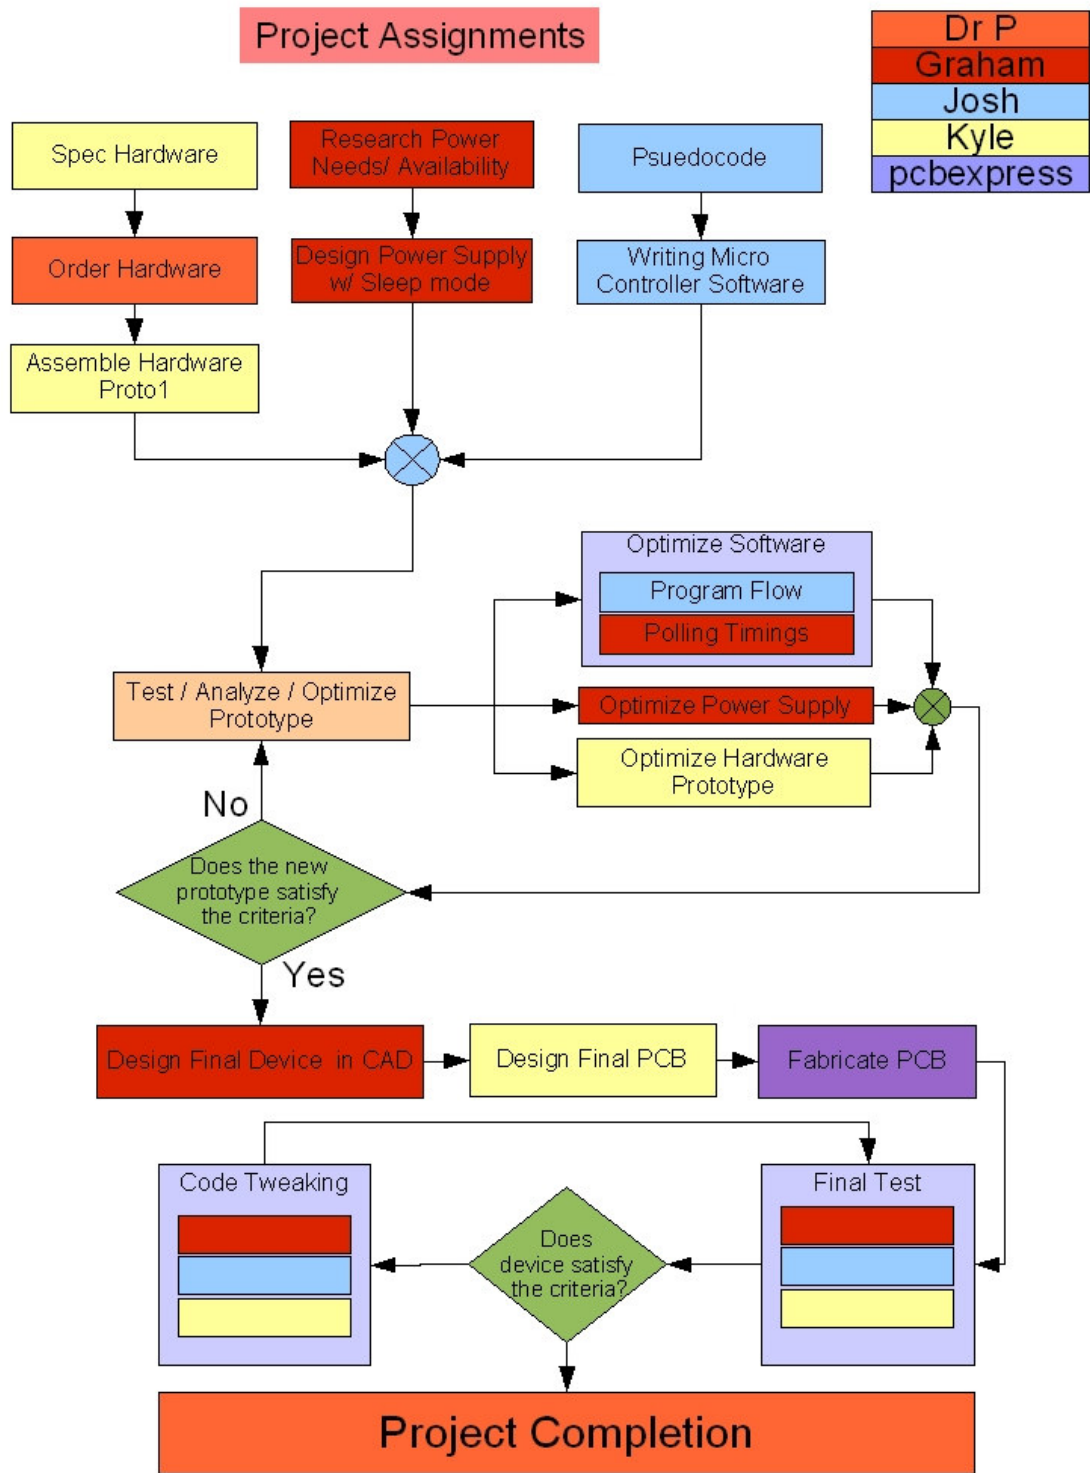 Project Assignments
Dr P
Graham
Josh
Kyle
pcbexpress
Spec Hardware
Research Power
Needs/ Availability
Psuedocode
Order Hardware
Design Power Supply
w/ Sleep mode
Writing Micro
Controller Software
Assemble Hardware
Proto1
Optimize Software
Program Flow
Polling Timings
Test / Analyze / Optimize
Prototype
Optimize Power Supply
Optimize Hardware
Prototype
No
Does the new
prototype satisfy
the criteria?
Yes
Design Final Device in CAD
Design Final PCB
Fabricate PCB
Code Tweaking
Does
device satisfy
the criteria?
Final Test
Project Completion